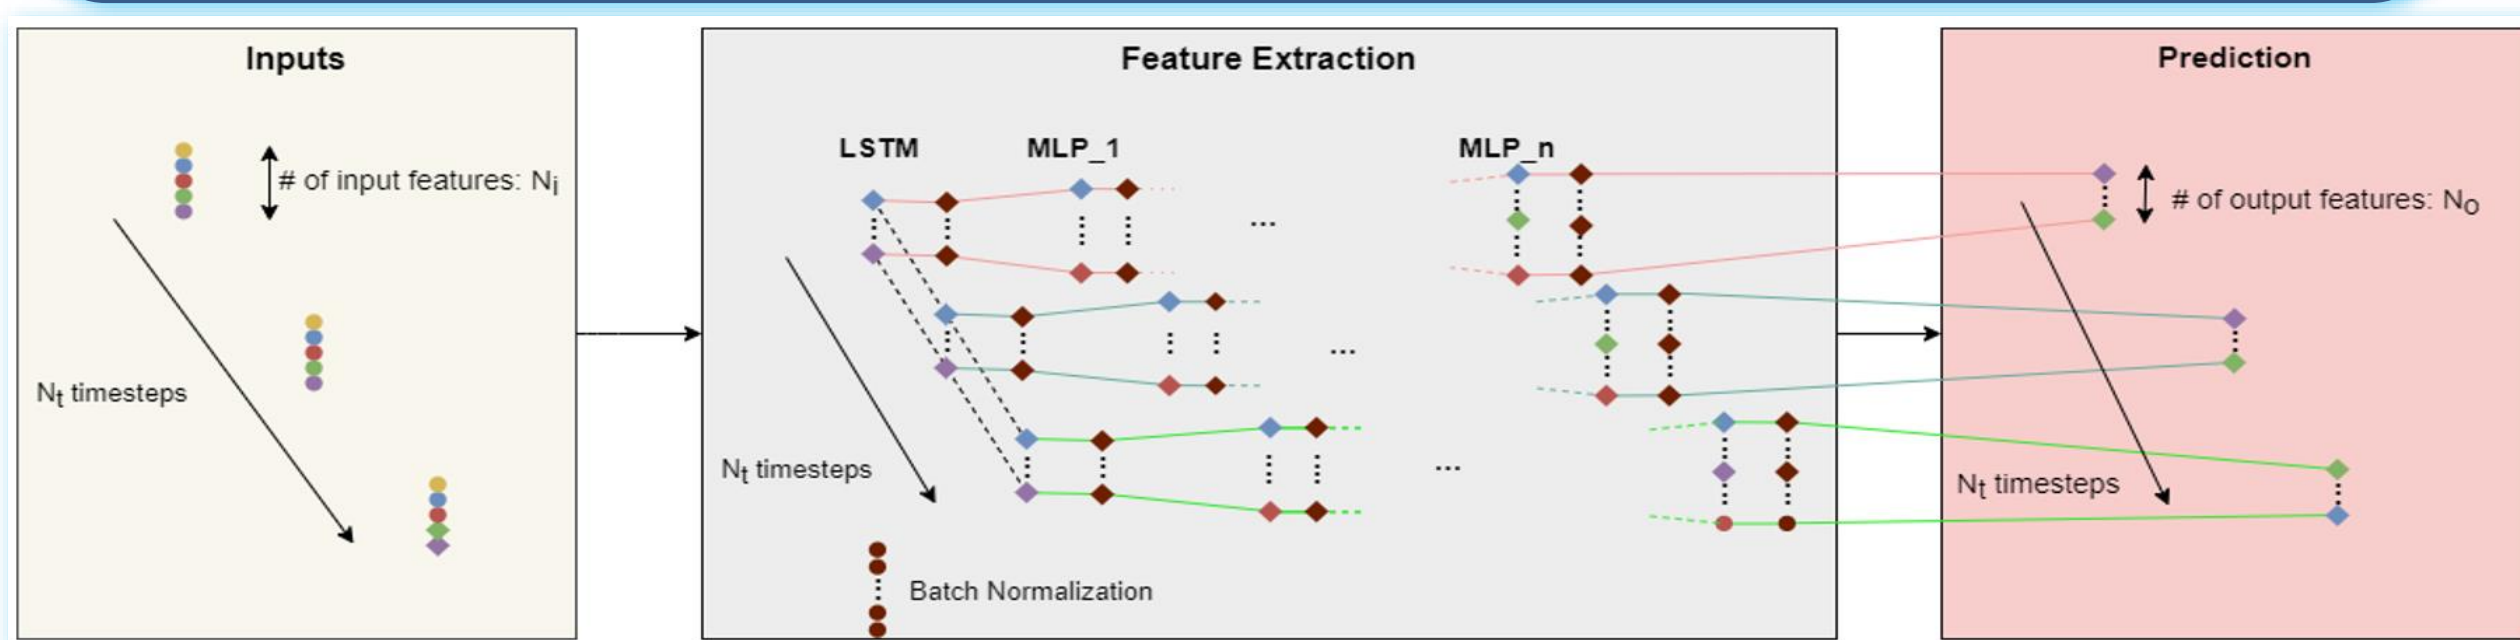 Inputs
# of input features: Ni
Nt timesteps
Feature Extraction
LSTM
MLP_1
...
MLP_n
...
...
Nt timesteps
Batch Normalization
Prediction
# of output features: No
Nt timesteps